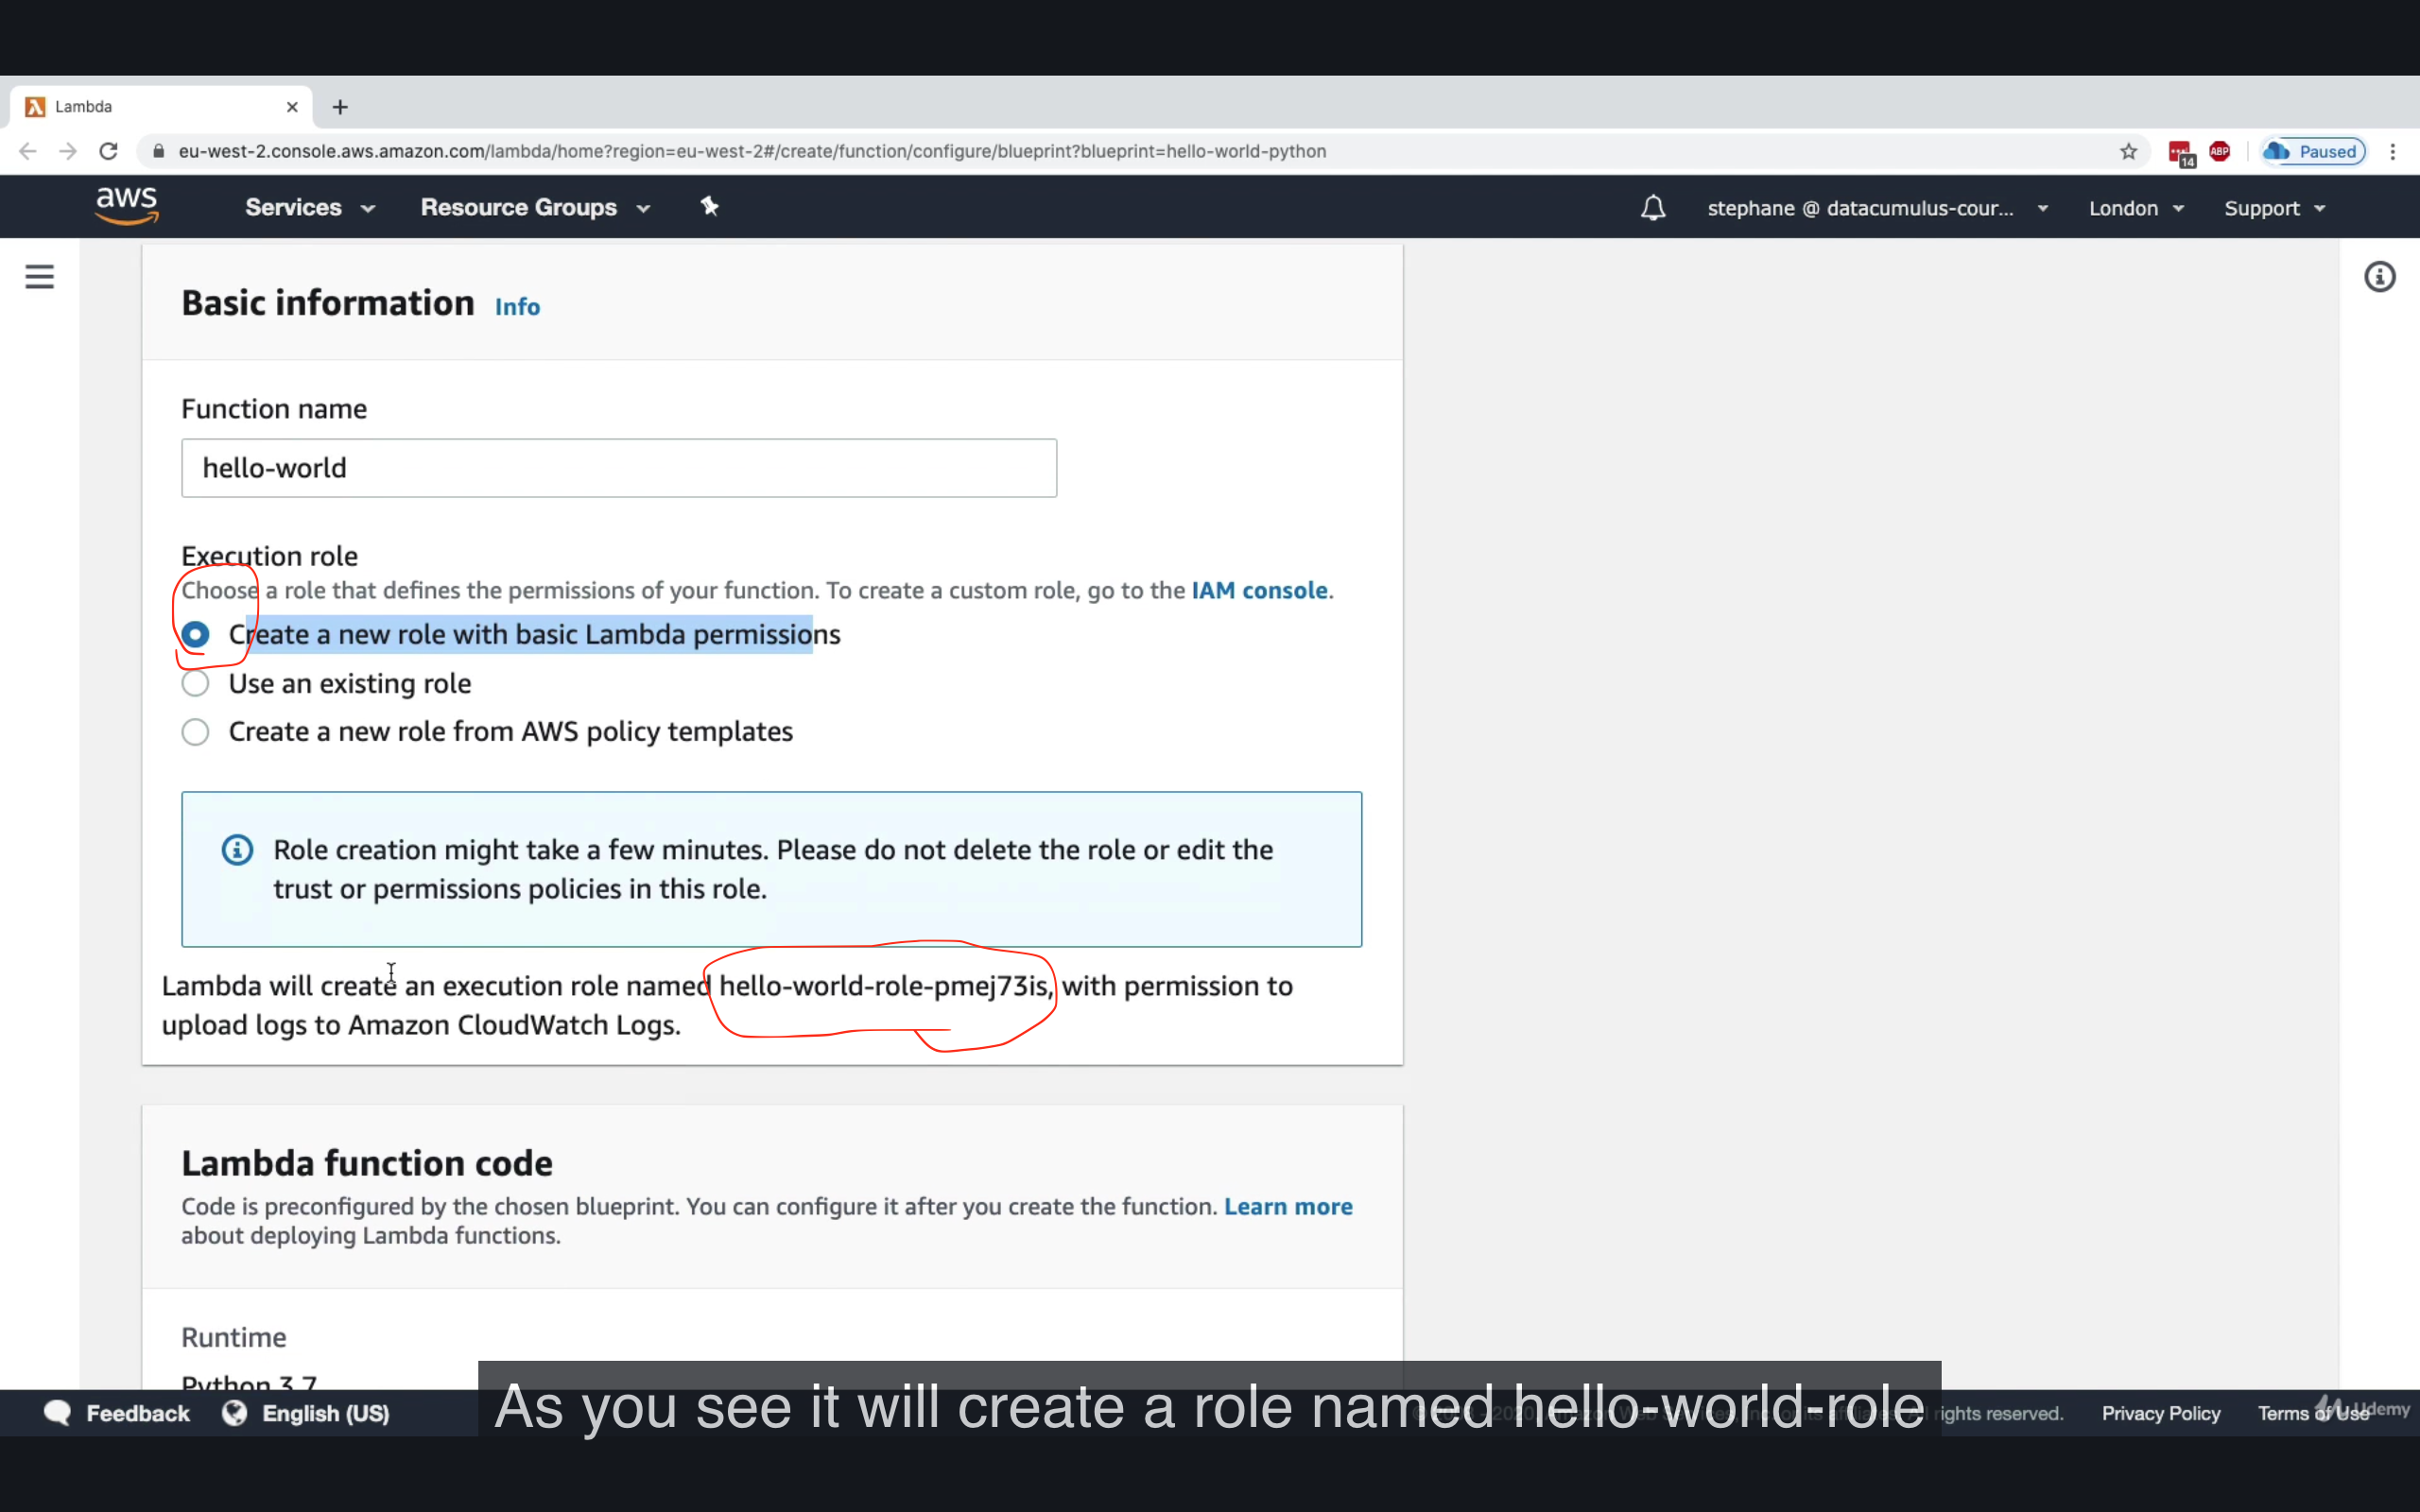 Lambda
eu-west-2.console.aws.amazon.com/lambda/home?region=eu-west-2#/create/function/configure/blueprint?blueprint=hello-world-python
14
ABP
Paused
aws
Services
Resource Groups
stephane @ datacumulus-cour...
London
Support
Basic information Info
Function name
hello-world
Execution role
Choose a role that defines the permissions of your function. To create a custom role, go to the IAM console.
Create a new role with basic Lambda permissions
Use an existing role
Create a new role from AWS policy templates
Role creation might take a few minutes. Please do not delete the role or edit the
trust or permissions policies in this role.
Lambda will create an execution role named hello-world-role-pmej73is, with permission to
upload logs to Amazon CloudWatch Logs.
Lambda function code
Code is preconfigured by the chosen blueprint. You can configure it after you create the function. Learn more
about deploying Lambda functions.
Runtime
Python 3.7
As you see it will create a role named hello-world-role
Feedback
English (US)
rights reserved.
Privacy Policy
Terms of Use
Udemy